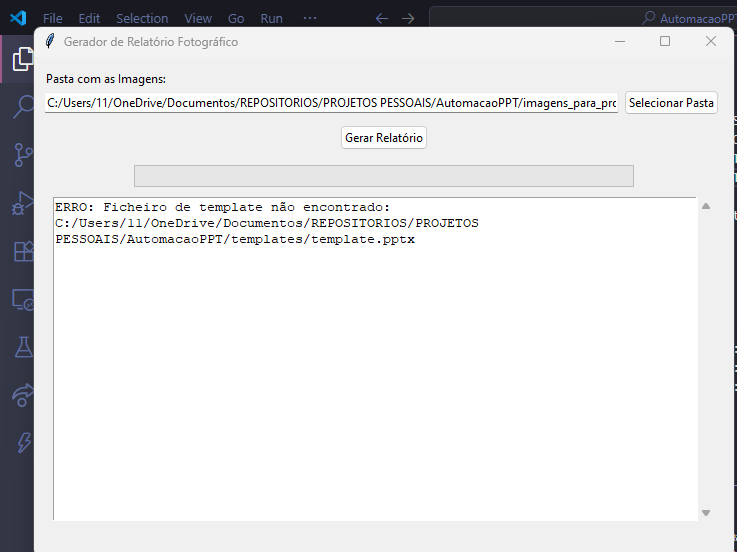 File Edit Selection View Go Run ··· ← → AutomacaoPP
Gerador de Relatório Fotográfico
Pasta com as Imagens:
C:/Users/11/OneDrive/Documentos/REPOSITORIOS/PROJETOS PESSOAIS/AutomacaoPPT/imagens_para_pro Selecionar Pasta
Gerar Relatório
ERRO: Ficheiro de template não encontrado:
C:/Users/11/OneDrive/Documentos/REPOSITORIOS/PROJETOS
PESSOAIS/AutomacaoPPT/templates/template.pptx